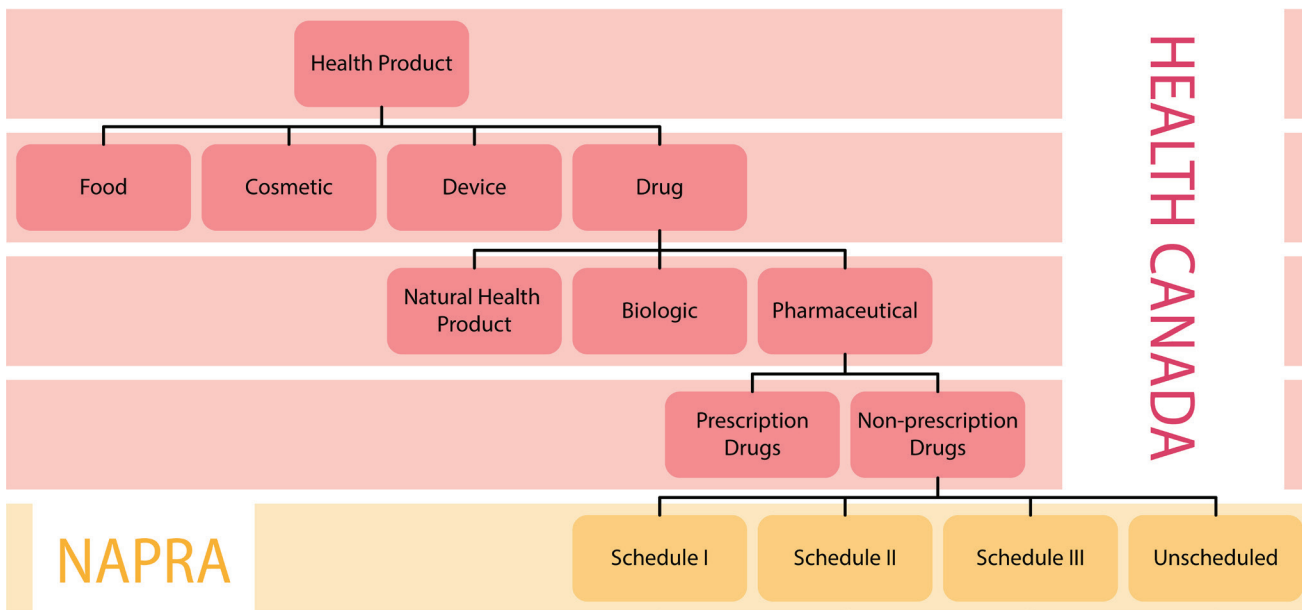 Health Product
HEALTH CANADA
Food
Cosmetic
Device
Drug
Natural Health
Product
Biologic
Pharmaceutical
Prescription
Drugs
Non-prescription
Drugs
NAPRA
Schedule I
Schedule II
Schedule III
Unscheduled